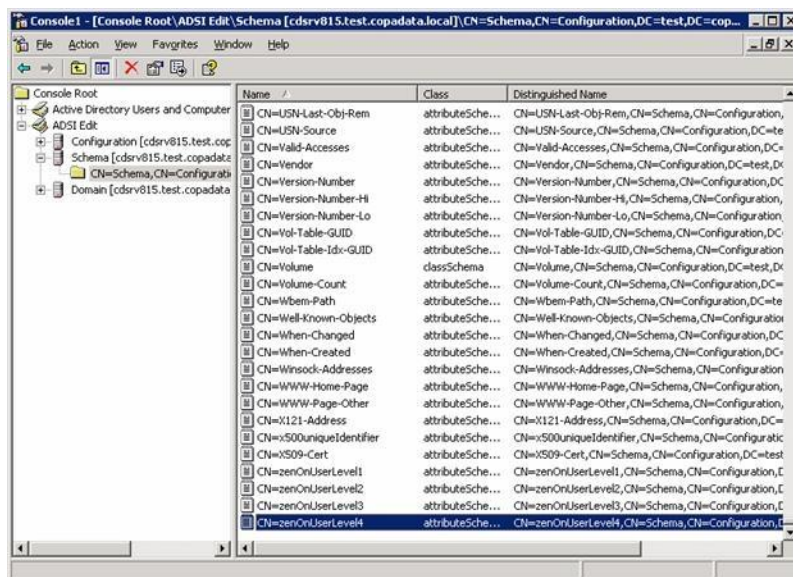 Console1 - [Console Root\ADSI Edit\Schema [cdsrv815.test.copadata.local]\CN=Schema,CN=Configuration,DC=test,DC=cop...
File Action View Favorites Window Help
Console Root
Active Directory Users and Computer
ADSI Edit
Configuration [cdsrv815.test.cop
Schema [cdsrv815.test.copadata
CN=Schema,CN=Configurati
Domain [cdsrv815.test.copadata
Name Class Distinguished Name
CN=USN-Last-Obj-Rem attributeSche... CN=USN-Last-Obj-Rem,CN=Schema,CN=Configuration,
CN=USN-Source attributeSche... CN=USN-Source,CN=Schema,CN=Configuration,DC=te
CN=Valid-Accesses attributeSche... CN=Valid-Accesses,CN=Schema,CN=Configuration,DC=
CN=Vendor attributeSche... CN=Vendor,CN=Schema,CN=Configuration,DC=test,DC
CN=Version-Number attributeSche... CN=Version-Number,CN=Schema,CN=Configuration,DC
CN=Version-Number-Hi attributeSche... CN=Version-Number-Hi,CN=Schema,CN=Configuration,
CN=Version-Number-Lo attributeSche... CN=Version-Number-Lo,CN=Schema,CN=Configuration,
CN=Vol-Table-GUID attributeSche... CN=Vol-Table-GUID,CN=Schema,CN=Configuration,DC=
CN=Vol-Table-Idx-GUID attributeSche... CN=Vol-Table-Idx-GUID,CN=Schema,CN=Configuration
CN=Volume classSchema CN=Volume,CN=Schema,CN=Configuration,DC=test,DC
CN=Volume-Count attributeSche... CN=Volume-Count,CN=Schema,CN=Configuration,DC=
CN=Wbem-Path attributeSche... CN=Wbem-Path,CN=Schema,CN=Configuration,DC=te
CN=Well-Known-Objects attributeSche... CN=Well-Known-Objects,CN=Schema,CN=Configuration
CN=When-Changed attributeSche... CN=When-Changed,CN=Schema,CN=Configuration,DC
CN=When-Created attributeSche... CN=When-Created,CN=Schema,CN=Configuration,DC=
CN=Winsock-Addresses attributeSche... CN=Winsock-Addresses,CN=Schema,CN=Configuration
CN=WWW-Home-Page attributeSche... CN=WWW-Home-Page,CN=Schema,CN=Configuration,
CN=WWW-Page-Other attributeSche... CN=WWW-Page-Other,CN=Schema,CN=Configuration,
CN=X121-Address attributeSche... CN=X121-Address,CN=Schema,CN=Configuration,DC=
CN=x500uniqueIdentifier attributeSche... CN=x500uniqueIdentifier,CN=Schema,CN=Configuratic
CN=X509-Cert attributeSche... CN=X509-Cert,CN=Schema,CN=Configuration,DC=test
CN=zenOnUserLevel1 attributeSche... CN=zenOnUserLevel1,CN=Schema,CN=Configuration,D
CN=zenOnUserLevel2 attributeSche... CN=zenOnUserLevel2,CN=Schema,CN=Configuration,D
CN=zenOnUserLevel3 attributeSche... CN=zenOnUserLevel3,CN=Schema,CN=Configuration,D
CN=zenOnUserLevel4 attributeSche... CN=zenOnUserLevel4,CN=Schema,CN=Configuration,D